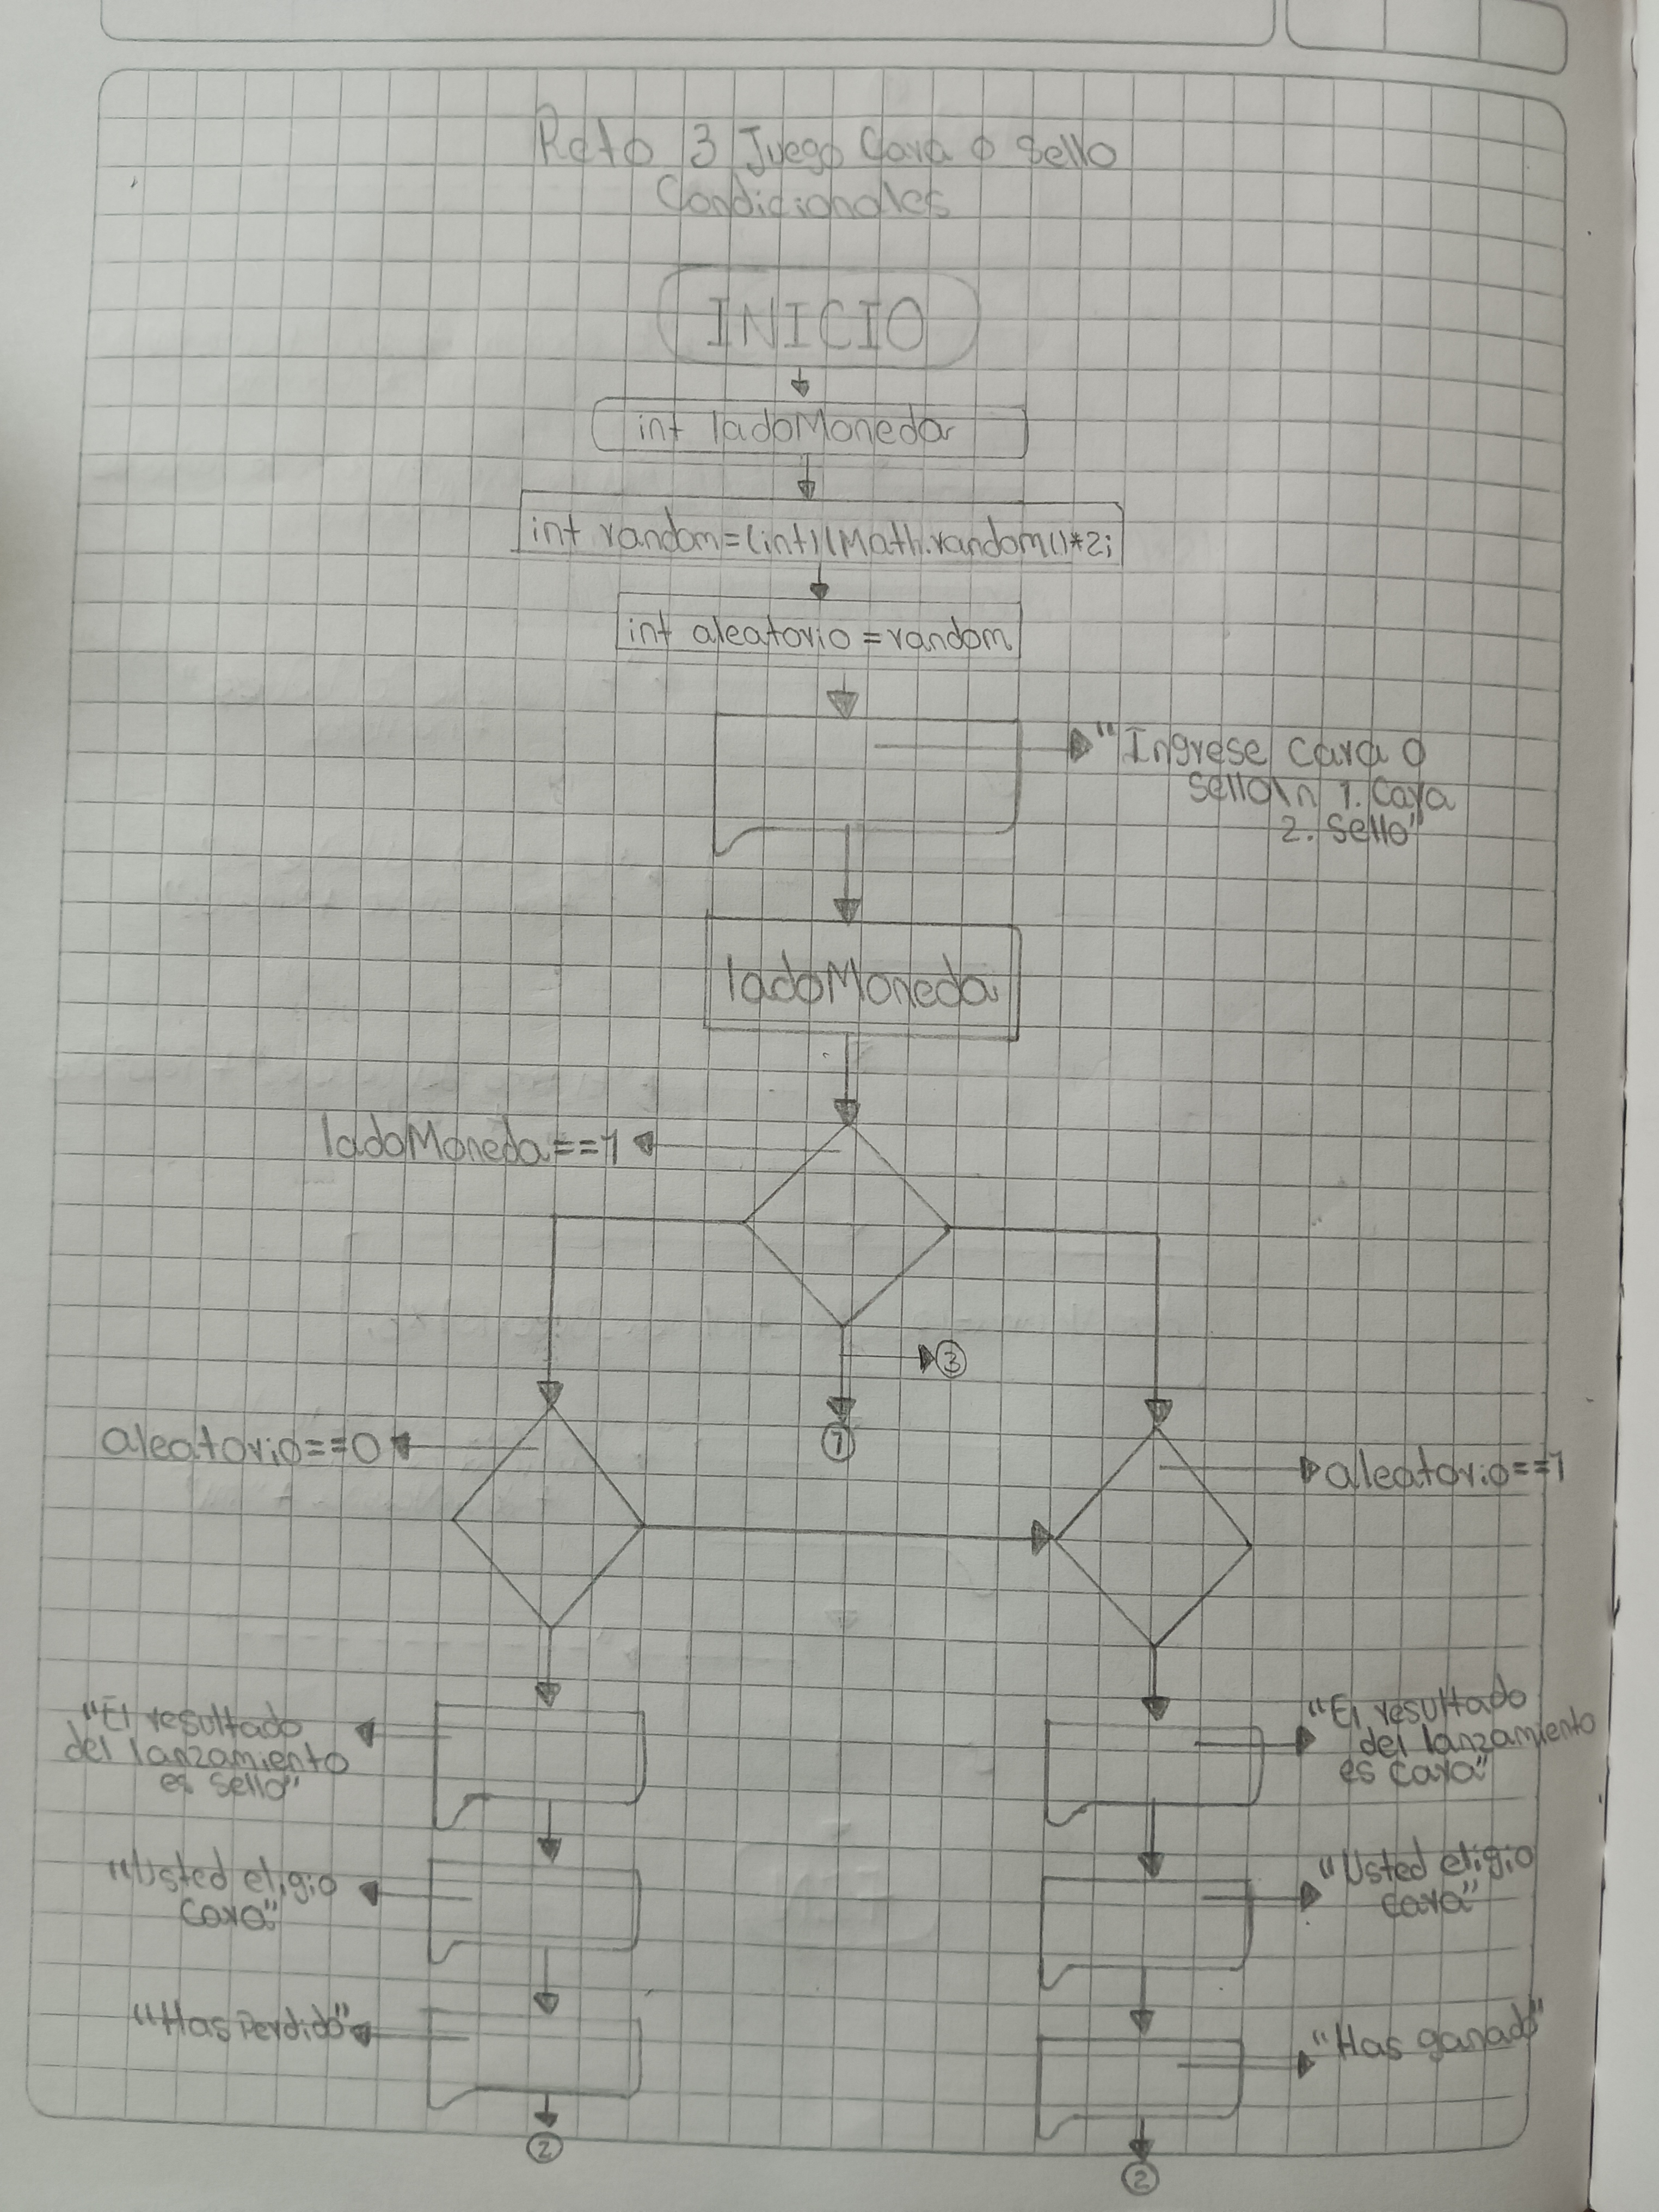 Reto 3 Juego Cara o Sello
Condicionales
INICIO
int ladoMoneda
int random=(int)(Math.random()*2;
int aleatorio=random
"Ingrese Cara o
Sello\n 1. Cara
2. Sello"
ladoMoneda
ladoMoneda==1
3
1
aleatorio==0
aleatorio==1
"El resultado
del lanzamiento
es Sello"
"El resultado
del lanzamiento
es Cara"
"Usted eligio
Cara"
"Usted eligio
Cara"
"Has Perdido"
"Has ganado"
2
2